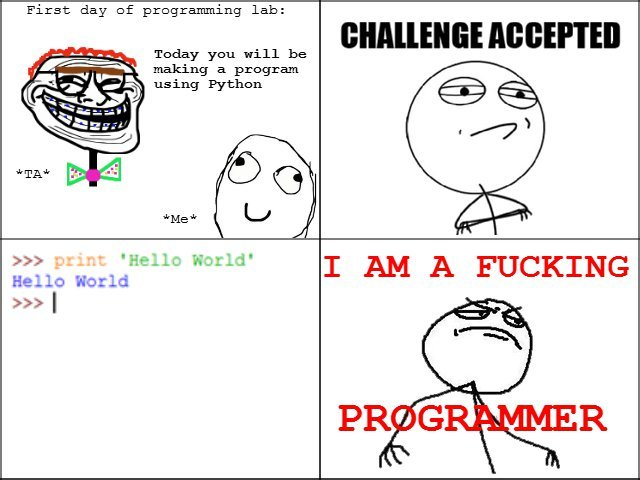 First day of programming lab:
Today you will be
making a program
using Python
*TA*
*Me*
CHALLENGE ACCEPTED
>>> print 'Hello World'
Hello World
>>>
I AM A FUCKING
PROGRAMMER